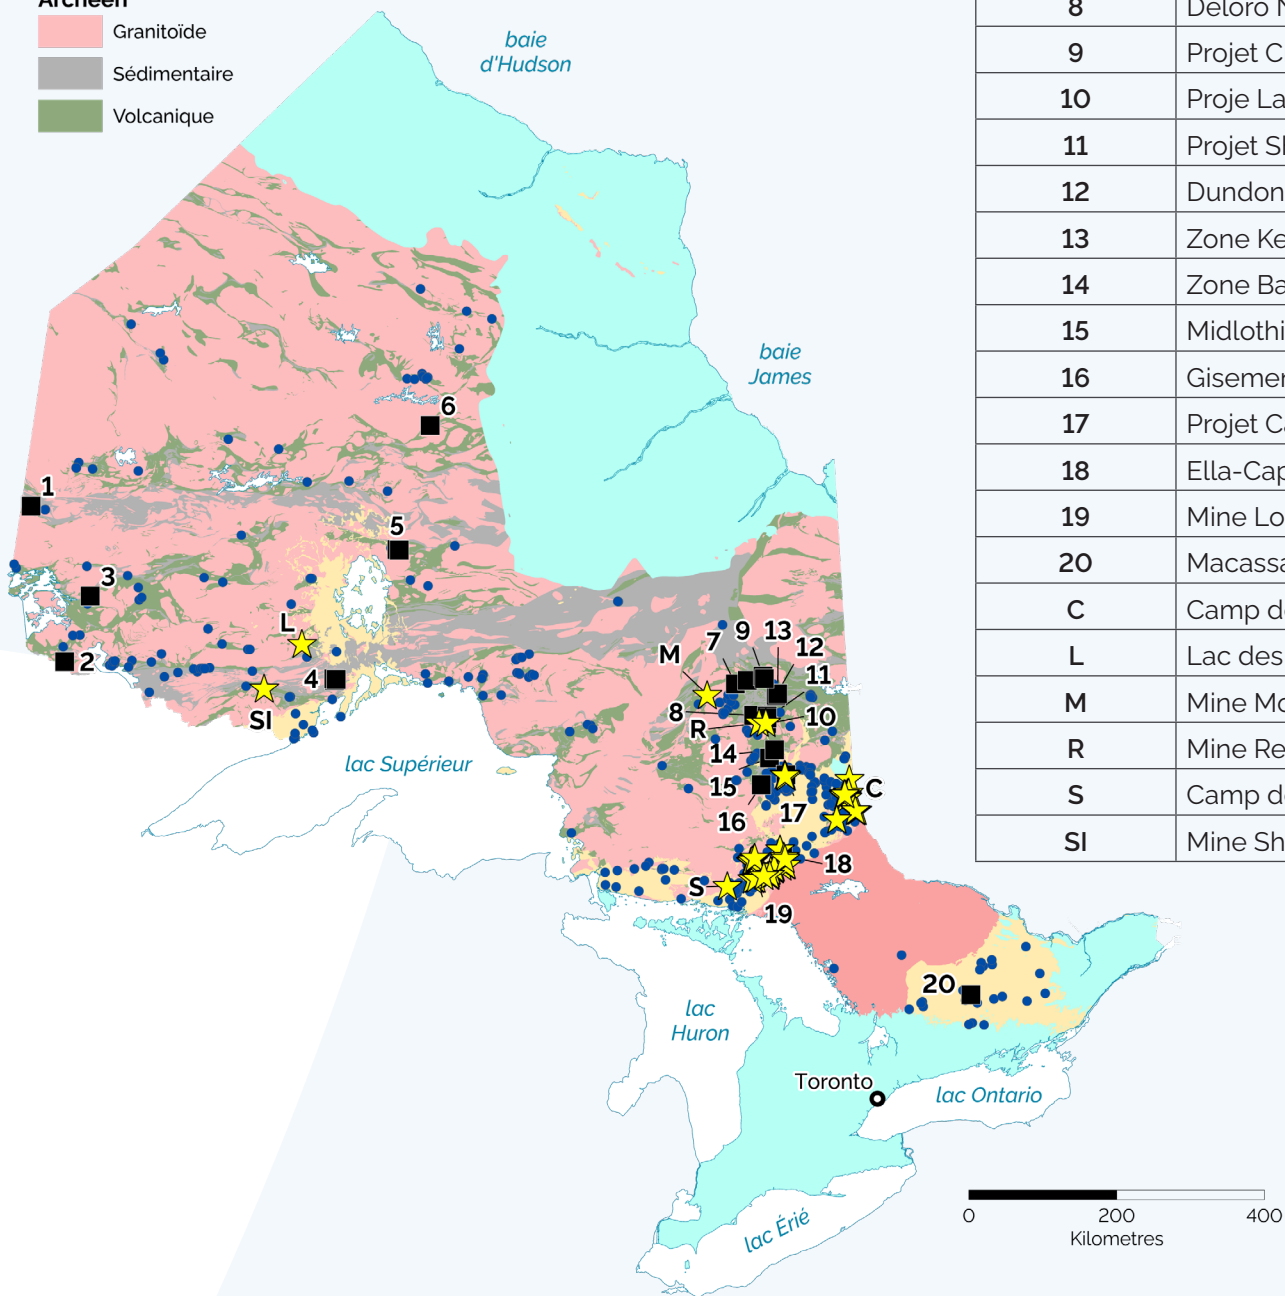 Archéen
Granitoïde
Sédimentaire
Volcanique
baie
d'Hudson
baie
James
6
1
5
3
L
2
4
SI
lac Supérieur
M
7
9
13
12
11
8
R
10
14
15
16
17
C
18
S
19
20
lac
Huron
Toronto
lac Ontario
lac Érié
0 200 400
Kilometres
8 Deloro
9 Projet
10 Proje
11 Projet
12
13 Zone
14 Zone
15
16
17 Projet
18
19 Mine
20
C Camp
L Lac des
M Mine
R Mine
S Camp
SI Mine